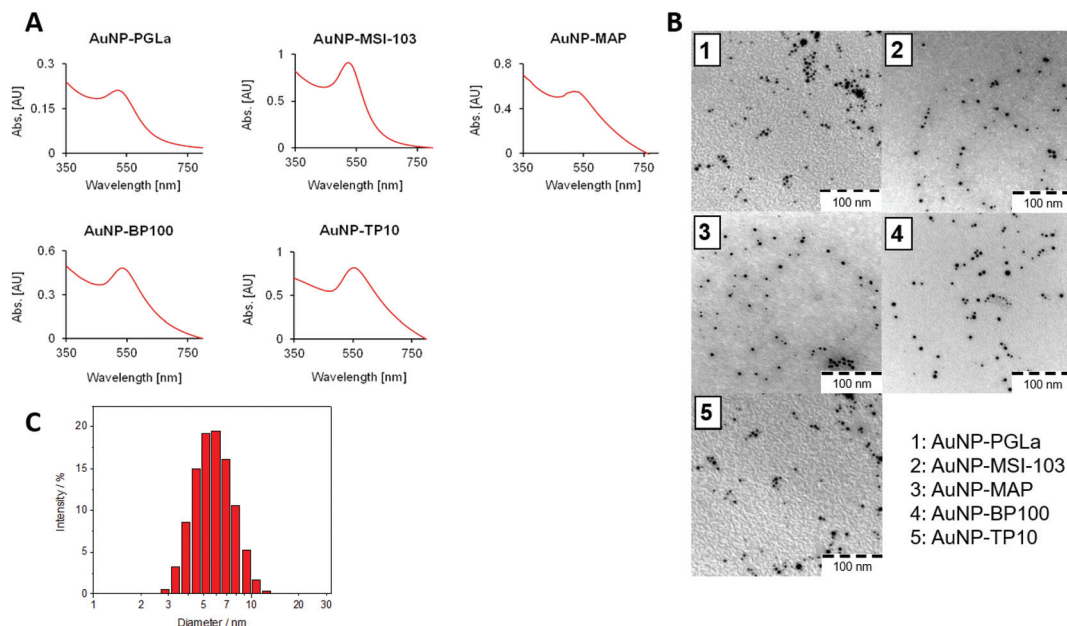 A
AuNP-PGLa
0.3
0.15
0
Abs. [AU]
350 550 750
Wavelength [nm]
AuNP-MSI-103
1
0.5
0
Abs. [AU]
350 550 750
Wavelength [nm]
AuNP-MAP
0.8
0.4
0
Abs. [AU]
350 550 750
Wavelength [nm]
AuNP-BP100
0.6
0.3
0
Abs. [AU]
350 550 750
Wavelength [nm]
AuNP-TP10
1
0.5
0
Abs. [AU]
350 550 750
Wavelength [nm]
B
1
100 nm
2
100 nm
3
100 nm
4
100 nm
5
100 nm
1: AuNP-PGLa
2: AuNP-MSI-103
3: AuNP-MAP
4: AuNP-BP100
5: AuNP-TP10
C
20
15
10
5
0
Intensity / %
1 2 3 5 7 10 20 30
Diameter / nm